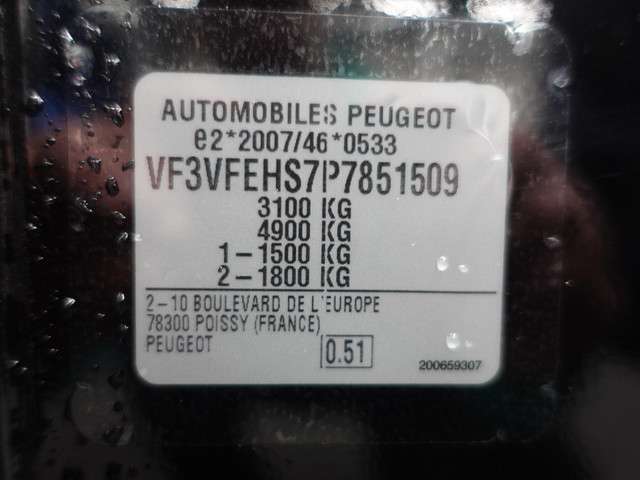 AUTOMOBILES PEUGEOT
e2*2007/46*0533
VF3VFEHS7P7851509
3100 KG
4900 KG
1-1500 KG
2-1800 KG
2-10 BOULEVARD DE L'EUROPE
78300 POISSY (FRANCE)
PEUGEOT
0.51
200659307